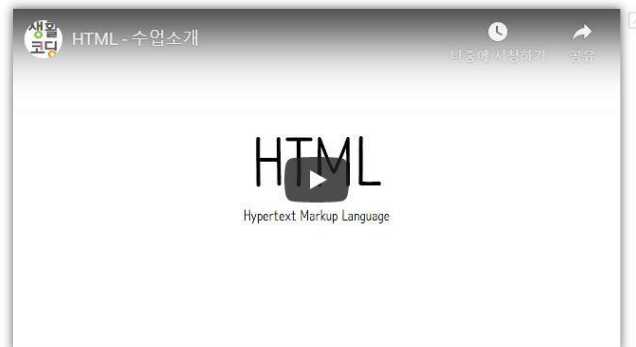 생활
코딩
HTML - 수업소개
나중에 시청하기
공유
HTML
Hypertext Markup Language